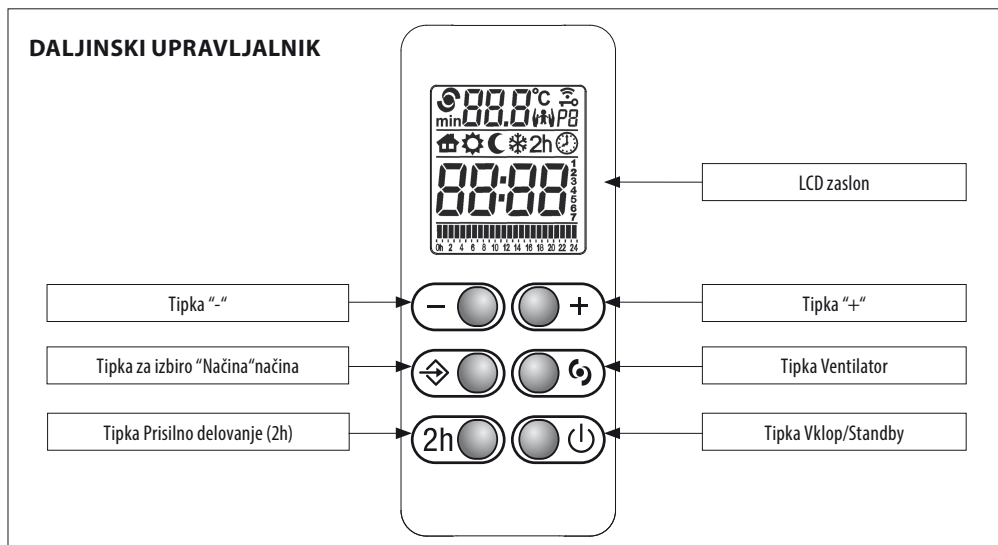 DALJINSKI UPRAVLJALNIK
88.8°C
min P8
2h
88:88
1
2
3
4
5
6
7
0h 2 4 6 8 10 12 14 16 18 20 22 24
LCD zaslon
Tipka “-“
− +
Tipka “+“
Tipka za izbiro “Načina“načina
Tipka Ventilator
Tipka Prisilno delovanje (2h)
2h
Tipka Vklop/Standby